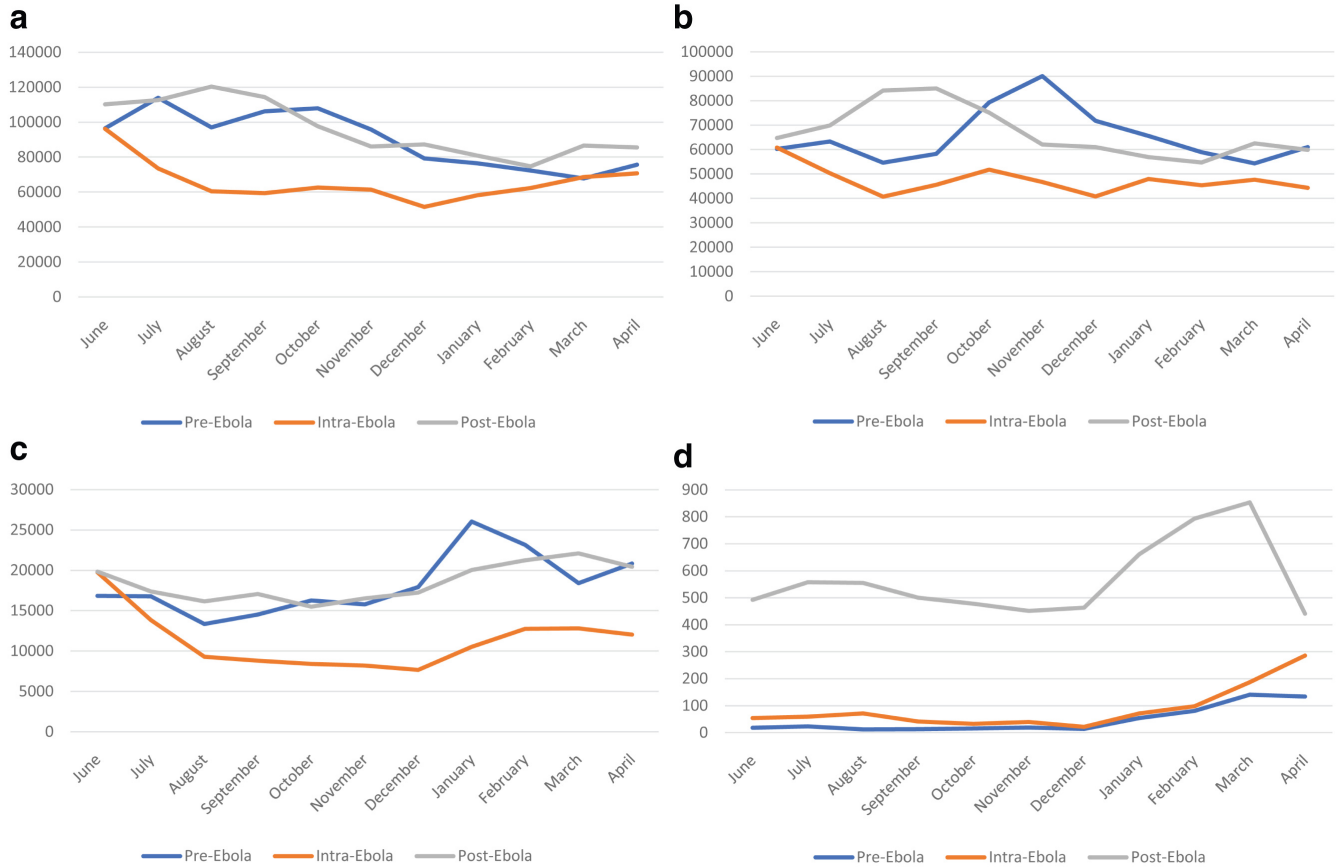 a
140000
120000
100000
80000
60000
40000
20000
0
June
July
August
September
October
November
December
January
February
March
April
Pre-Ebola Intra-Ebola Post-Ebola
b
100000
90000
80000
70000
60000
50000
40000
30000
20000
10000
0
June
July
August
September
October
November
December
January
February
March
April
Pre-Ebola Intra-Ebola Post-Ebola
c
30000
25000
20000
15000
10000
5000
0
June
July
August
September
October
November
December
January
February
March
April
Pre-Ebola Intra-Ebola Post-Ebola
d
900
800
700
600
500
400
300
200
100
0
June
July
August
September
October
November
December
January
February
March
April
Pre-Ebola Intra-Ebola Post-Ebola